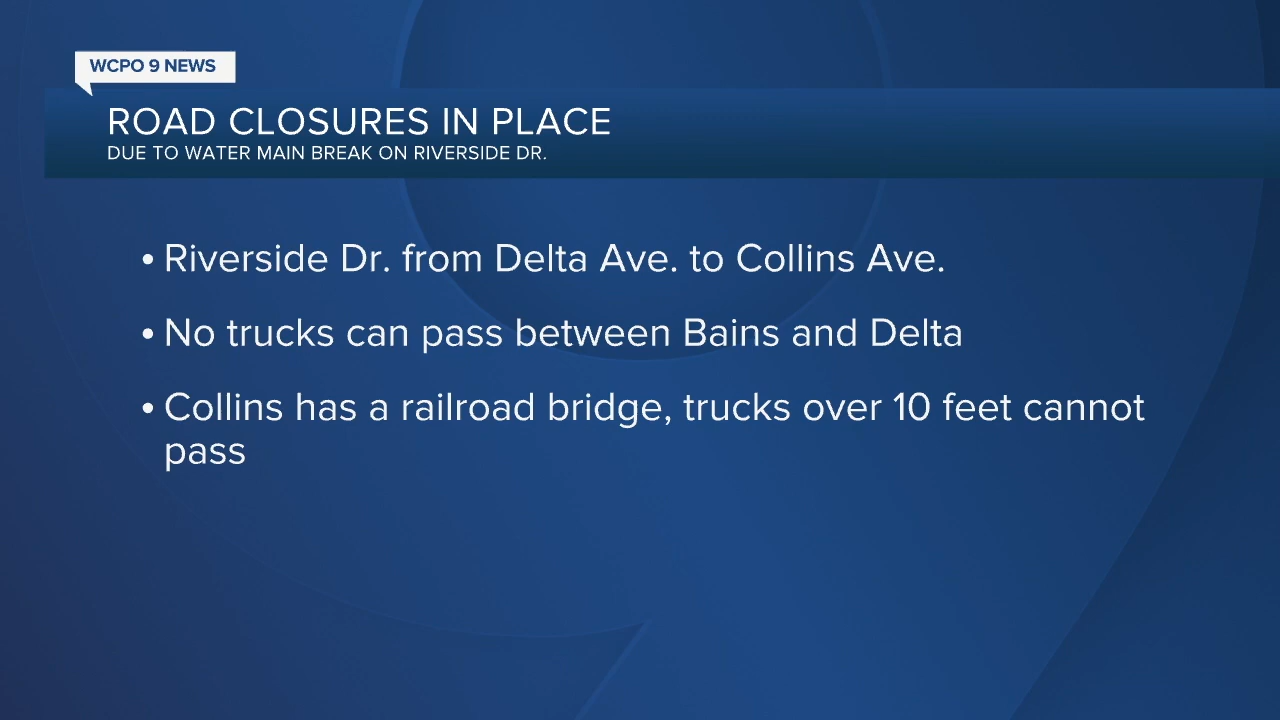 WCPO 9 NEWS
ROAD CLOSURES IN PLACE
DUE TO WATER MAIN BREAK ON RIVERSIDE DR.
• Riverside Dr. from Delta Ave. to Collins Ave.
• No trucks can pass between Bains and Delta
• Collins has a railroad bridge, trucks over 10 feet cannot
pass